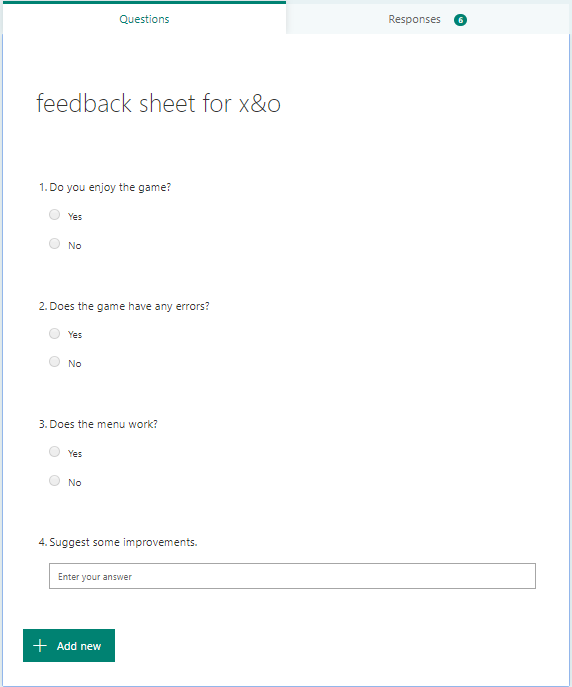 Questions
Responses 6
feedback sheet for x&o
1. Do you enjoy the game?
Yes
No
2. Does the game have any errors?
Yes
No
3. Does the menu work?
Yes
No
4. Suggest some improvements.
Enter your answer
+ Add new